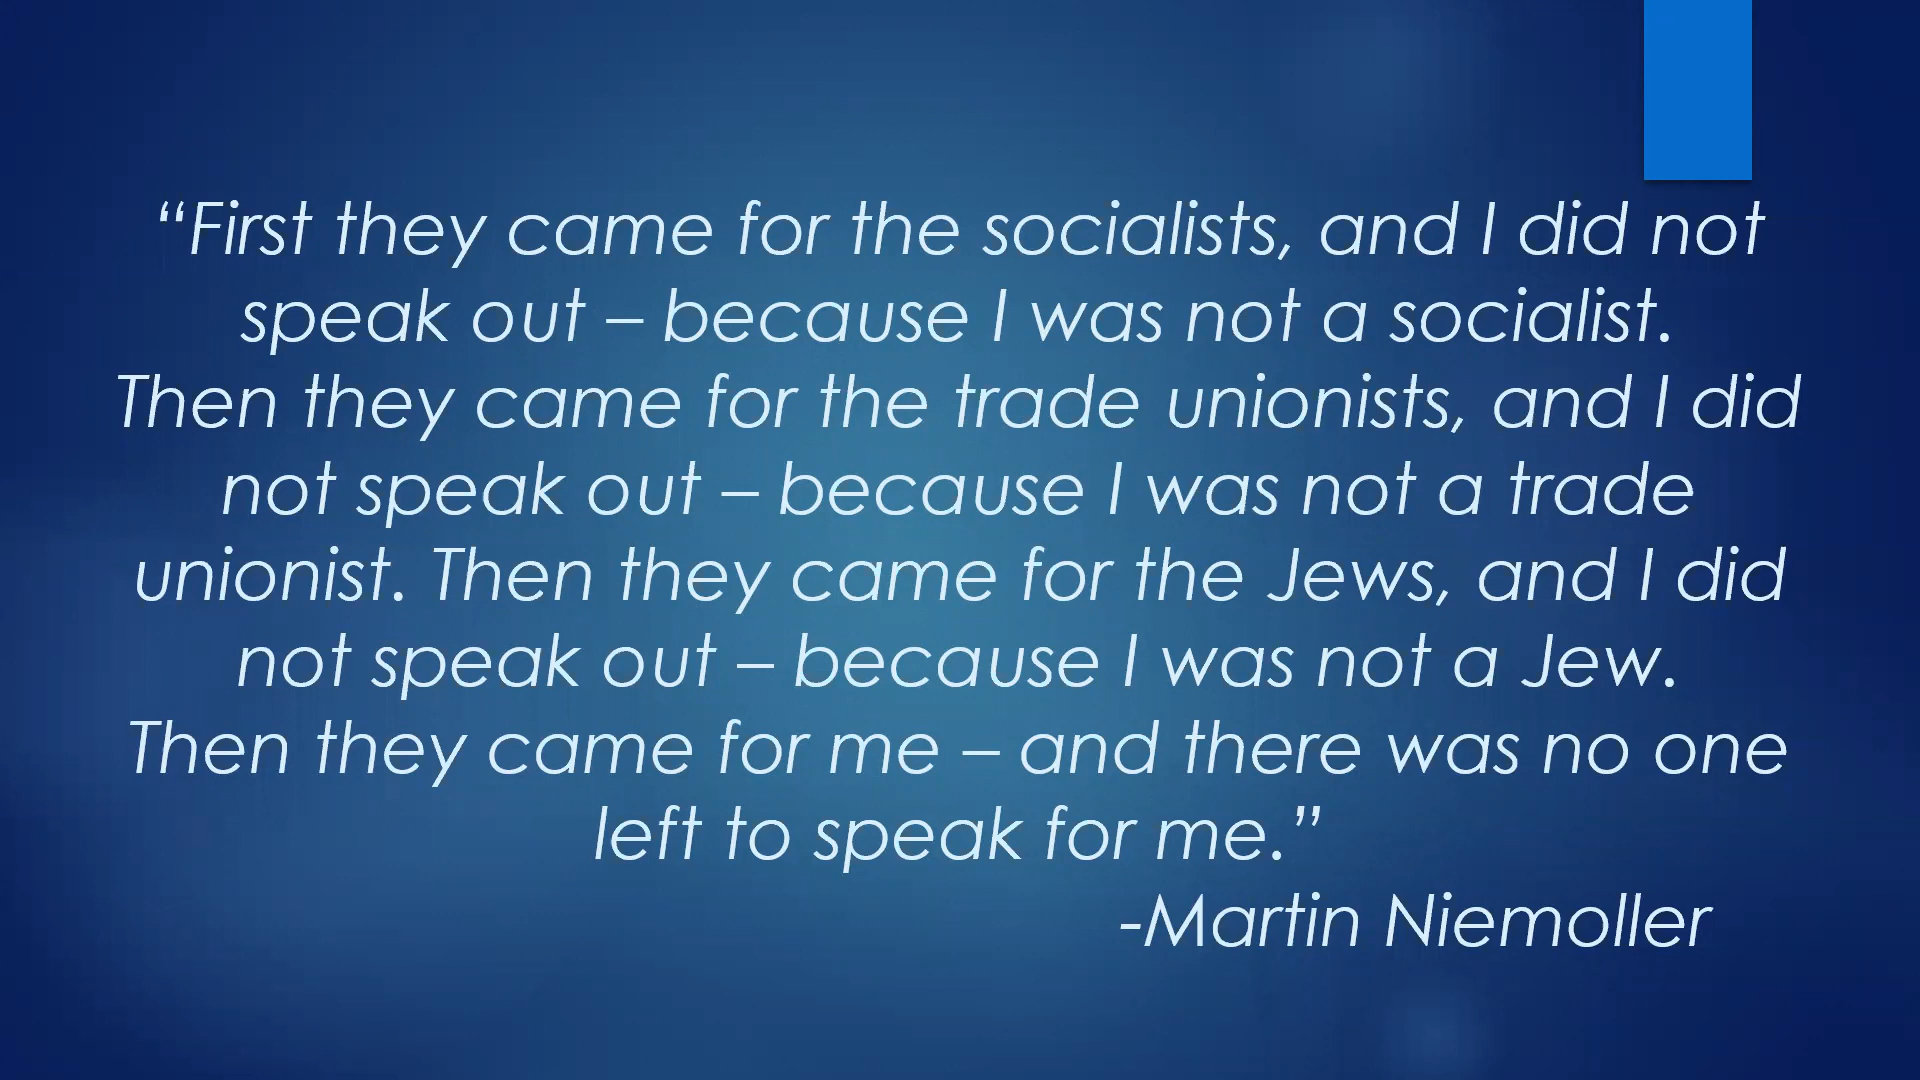 “First they came for the socialists, and I did not
speak out – because I was not a socialist.
Then they came for the trade unionists, and I did
not speak out – because I was not a trade
unionist. Then they came for the Jews, and I did
not speak out – because I was not a Jew.
Then they came for me – and there was no one
left to speak for me.”
-Martin Niemoller